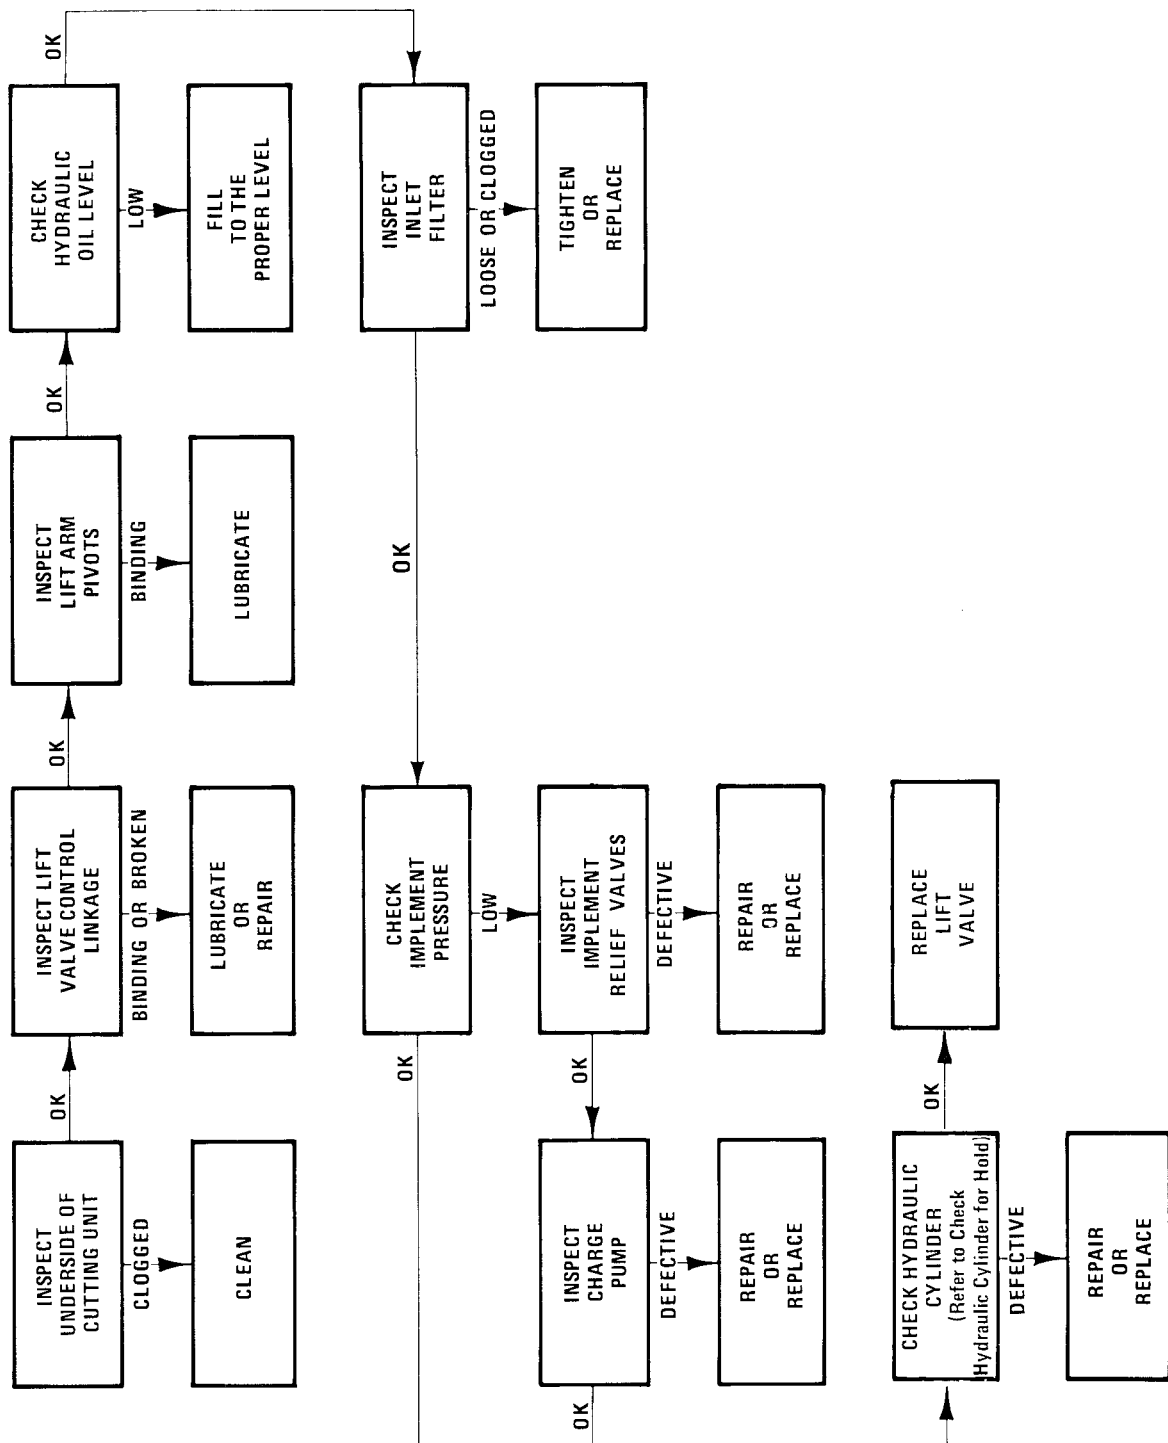 INSPECT
UNDERSIDE OF
CUTTING UNIT
OK
CLOGGED
CLEAN
INSPECT LIFT
VALVE CONTROL
LINKAGE
OK
BINDING OR BROKEN
LUBRICATE
OR
REPAIR
INSPECT
LIFT ARM
PIVOTS
OK
BINDING
LUBRICATE
CHECK
HYDRAULIC
OIL LEVEL
OK
LOW
FILL
TO THE
PROPER LEVEL
INSPECT
INLET
FILTER
LOOSE OR CLOGGED
TIGHTEN
OR
REPLACE
OK
CHECK
IMPLEMENT
PRESSURE
OK
LOW
INSPECT
IMPLEMENT
RELIEF VALVES
DEFECTIVE
REPAIR
OR
REPLACE
OK
INSPECT
CHARGE
PUMP
OK
DEFECTIVE
REPAIR
OR
REPLACE
CHECK HYDRAULIC
CYLINDER
(Refer to Check
Hydraulic Cylinder for Hold)
OK
DEFECTIVE
REPAIR
OR
REPLACE
REPLACE
LIFT
VALVE